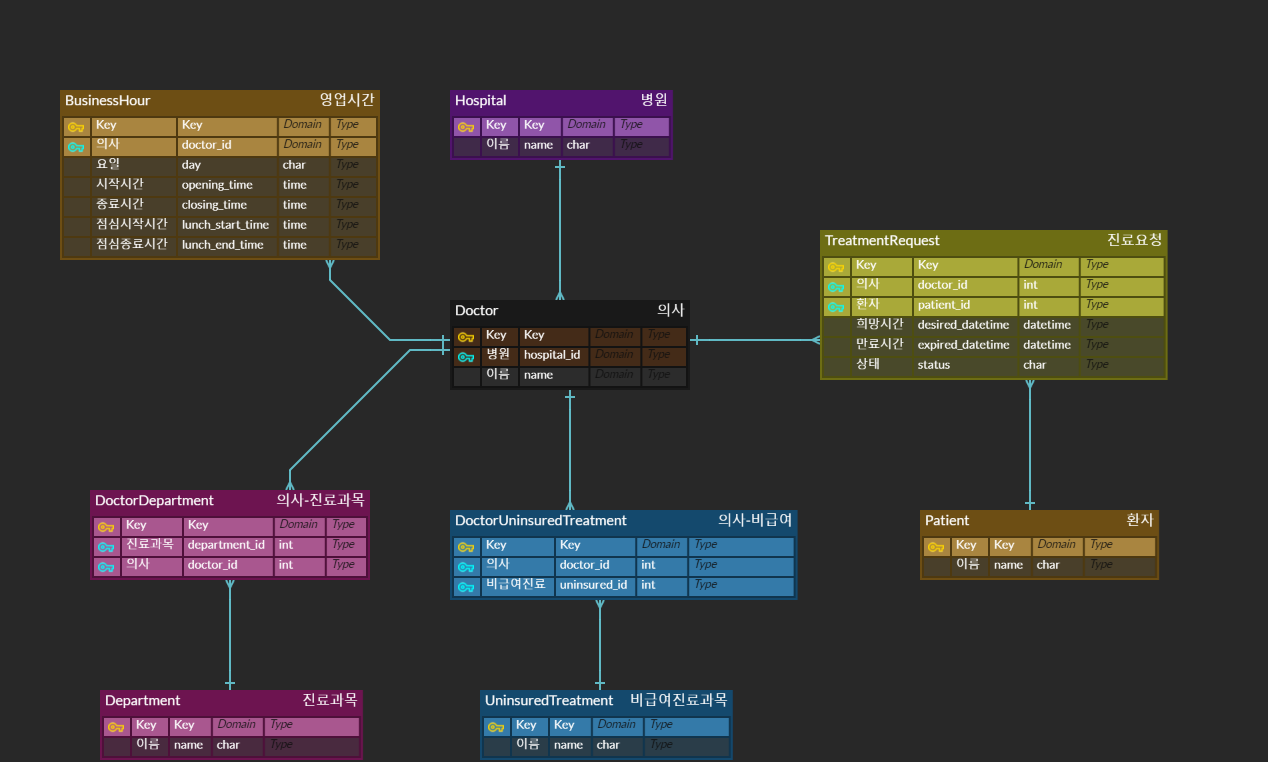 BusinessHour 영업시간
Key Key Domain Type
의사 doctor_id Domain Type
요일 day char Type
시작시간 opening_time time Type
종료시간 closing_time time Type
점심시작시간 lunch_start_time time Type
점심종료시간 lunch_end_time time Type
Hospital 병원
Key Key Domain Type
이름 name char Type
TreatmentRequest 진료요청
Key Key Domain Type
의사 doctor_id int Type
환자 patient_id int Type
희망시간 desired_datetime datetime Type
만료시간 expired_datetime datetime Type
상태 status char Type
Doctor 의사
Key Key Domain Type
병원 hospital_id Domain Type
이름 name Domain Type
DoctorDepartment 의사-진료과목
Key Key Domain Type
진료과목 department_id int Type
의사 doctor_id int Type
DoctorUninsuredTreatment 의사-비급여
Key Key Domain Type
의사 doctor_id int Type
비급여진료 uninsured_id int Type
Patient 환자
Key Key Domain Type
이름 name char Type
Department 진료과목
Key Key Domain Type
이름 name char Type
UninsuredTreatment 비급여진료과목
Key Key Domain Type
이름 name char Type